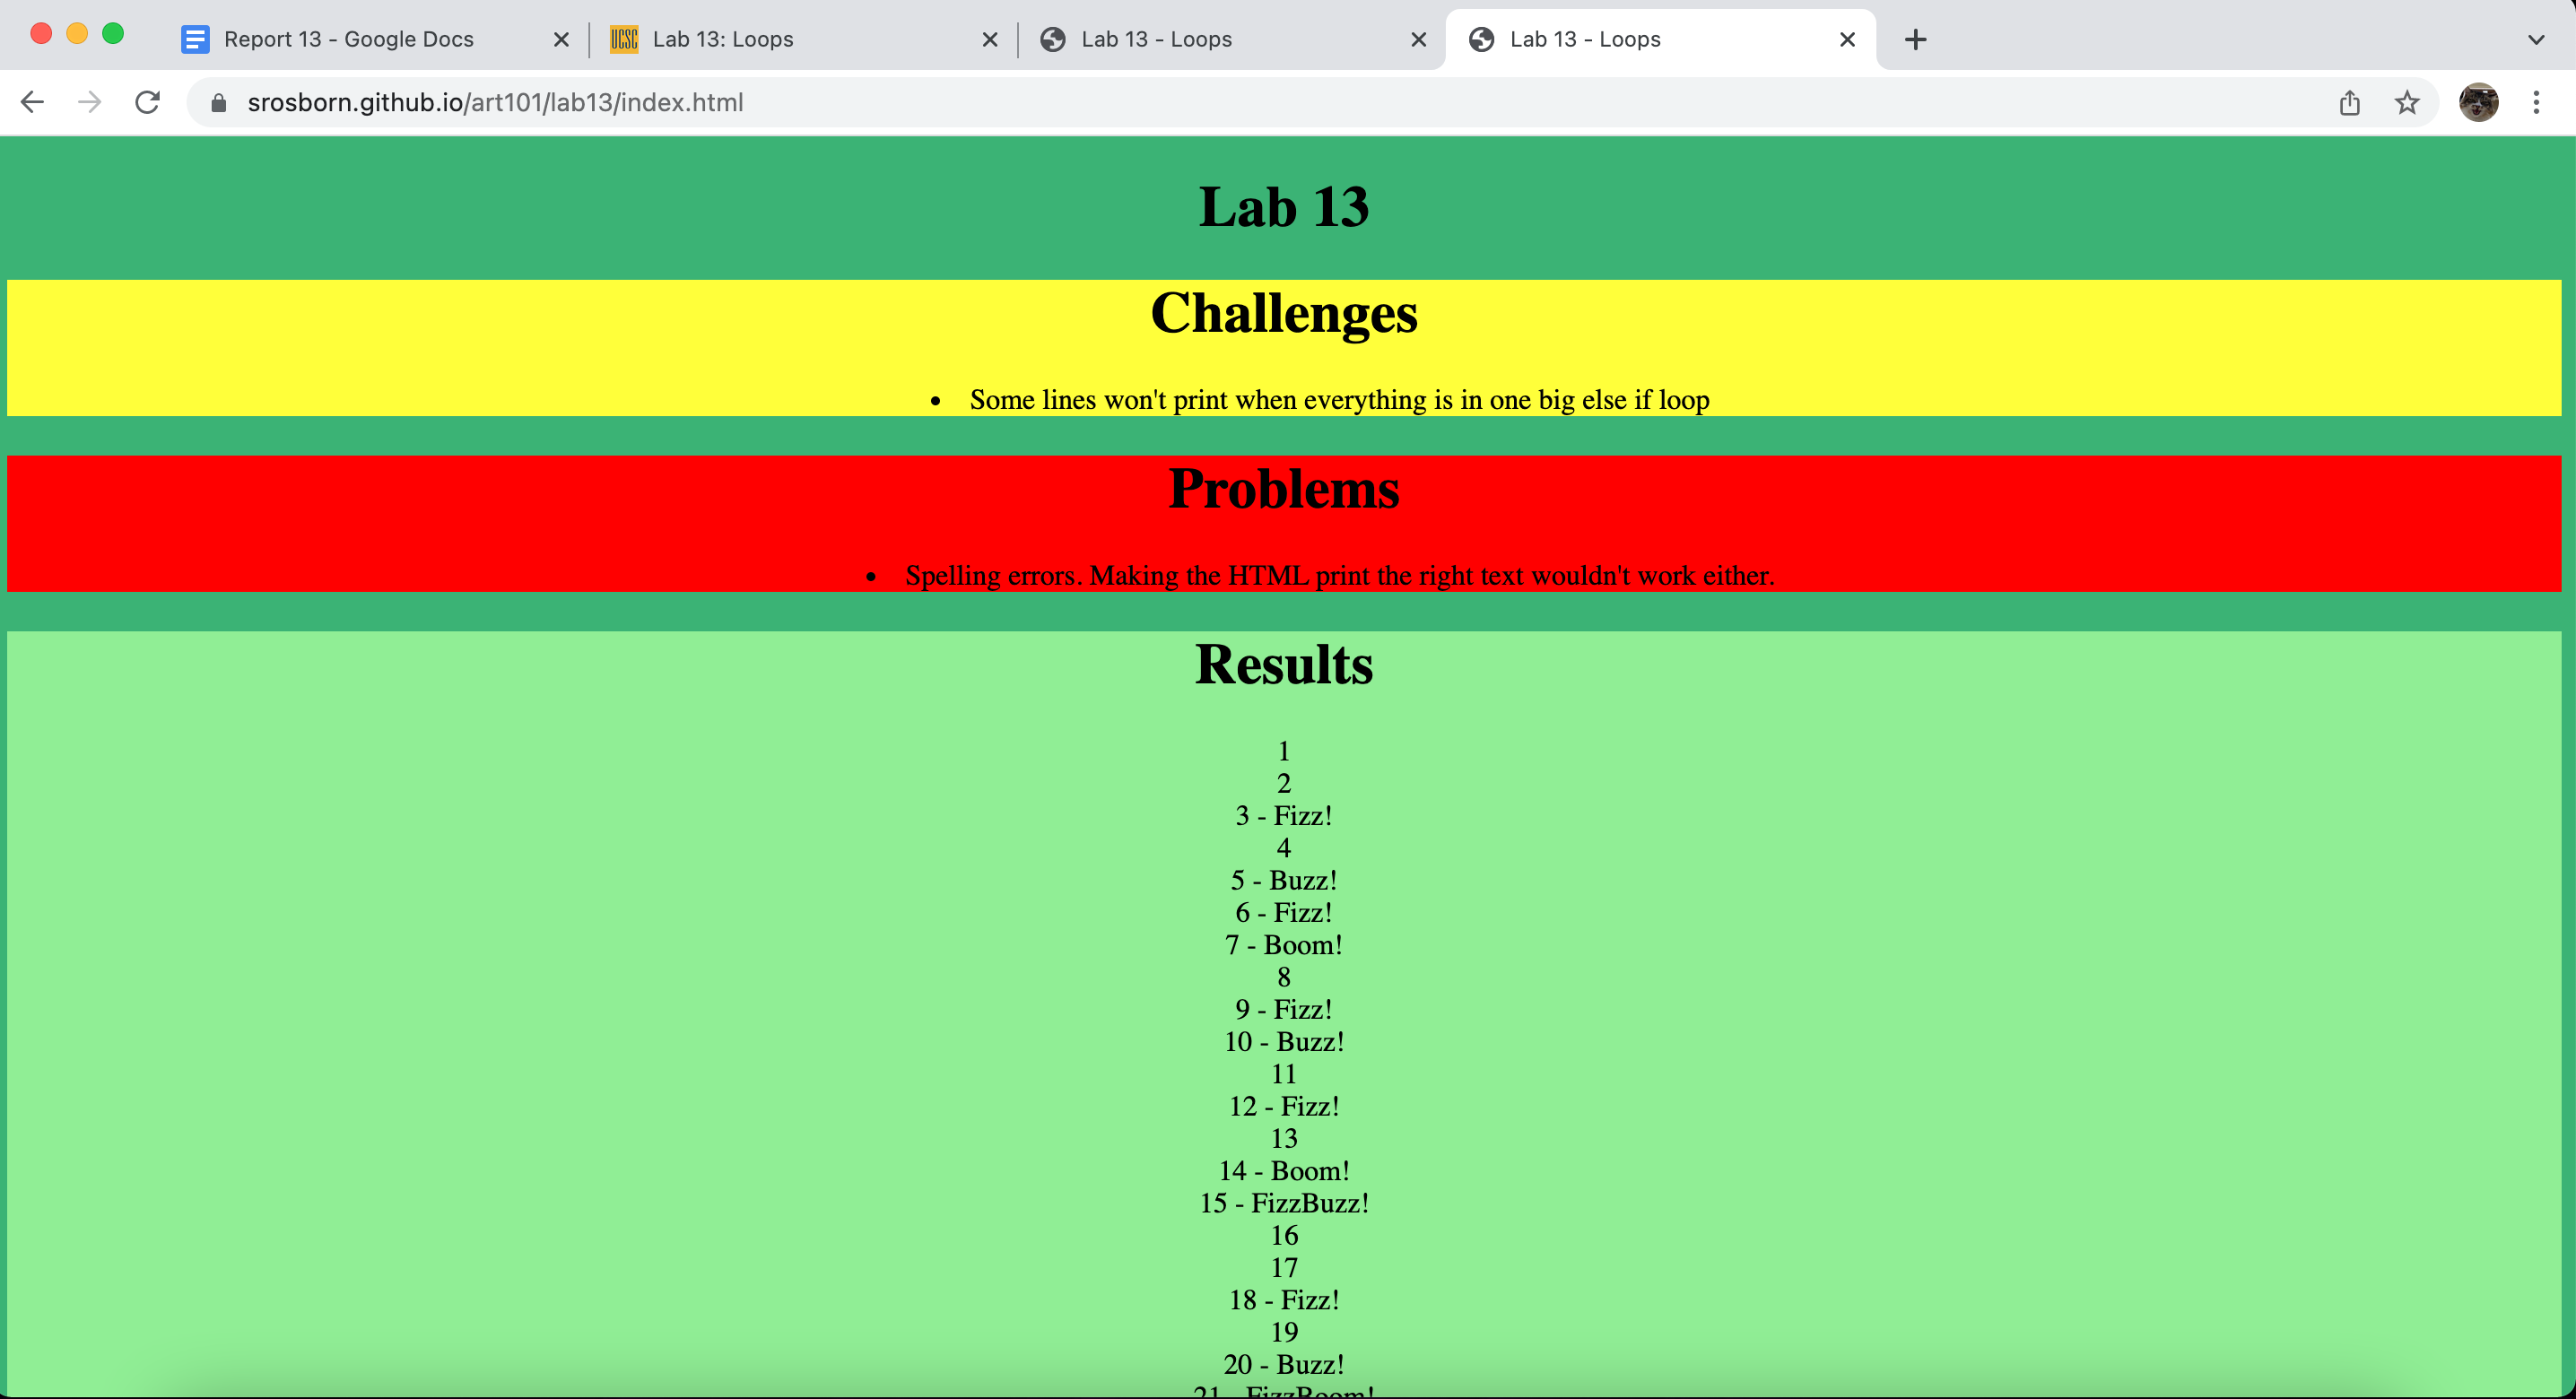 Report 13 - Google Docs
UCSC
Lab 13: Loops
Lab 13 - Loops
Lab 13 - Loops
srosborn.github.io/art101/lab13/index.html
Lab 13
Challenges
• Some lines won't print when everything is in one big else if loop
Problems
• Spelling errors. Making the HTML print the right text wouldn't work either.
Results
1
2
3 - Fizz!
4
5 - Buzz!
6 - Fizz!
7 - Boom!
8
9 - Fizz!
10 - Buzz!
11
12 - Fizz!
13
14 - Boom!
15 - FizzBuzz!
16
17
18 - Fizz!
19
20 - Buzz!
21 - FizzBoom!